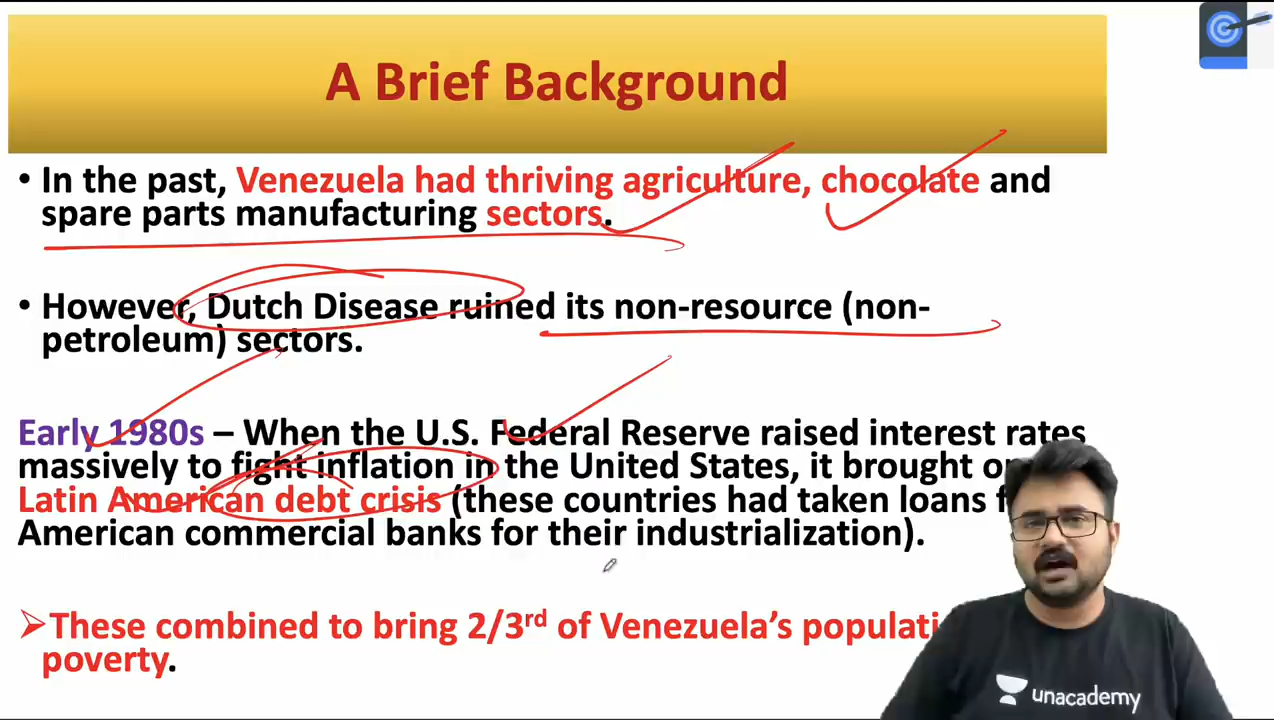 A Brief Background
• In the past, Venezuela had thriving agriculture, chocolate and
spare parts manufacturing sectors.
• However, Dutch Disease ruined its non-resource (non-
petroleum) sectors.
Early 1980s – When the U.S. Federal Reserve raised interest rates
massively to fight inflation in the United States, it brought
Latin American debt crisis (these countries had taken loans
American commercial banks for their industrialization).
➢These combined to bring 2/3rd of Venezuela's
poverty.
unacademy